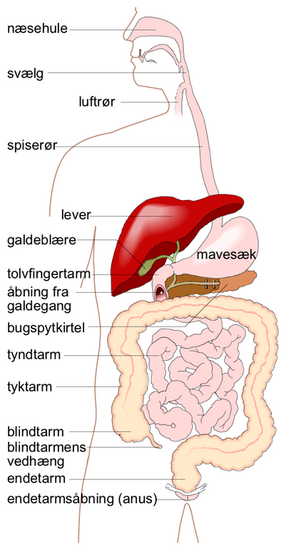 næsehule
svælg
luftrør
spiserør
lever
galdeblære
mavesæk
tolvfingertarm
åbning fra
galdegang
bugspytkirtel
tyndtarm
tyktarm
blindtarm
blindtarmens
vedhæng
endetarm
endetarmsåbning (anus)